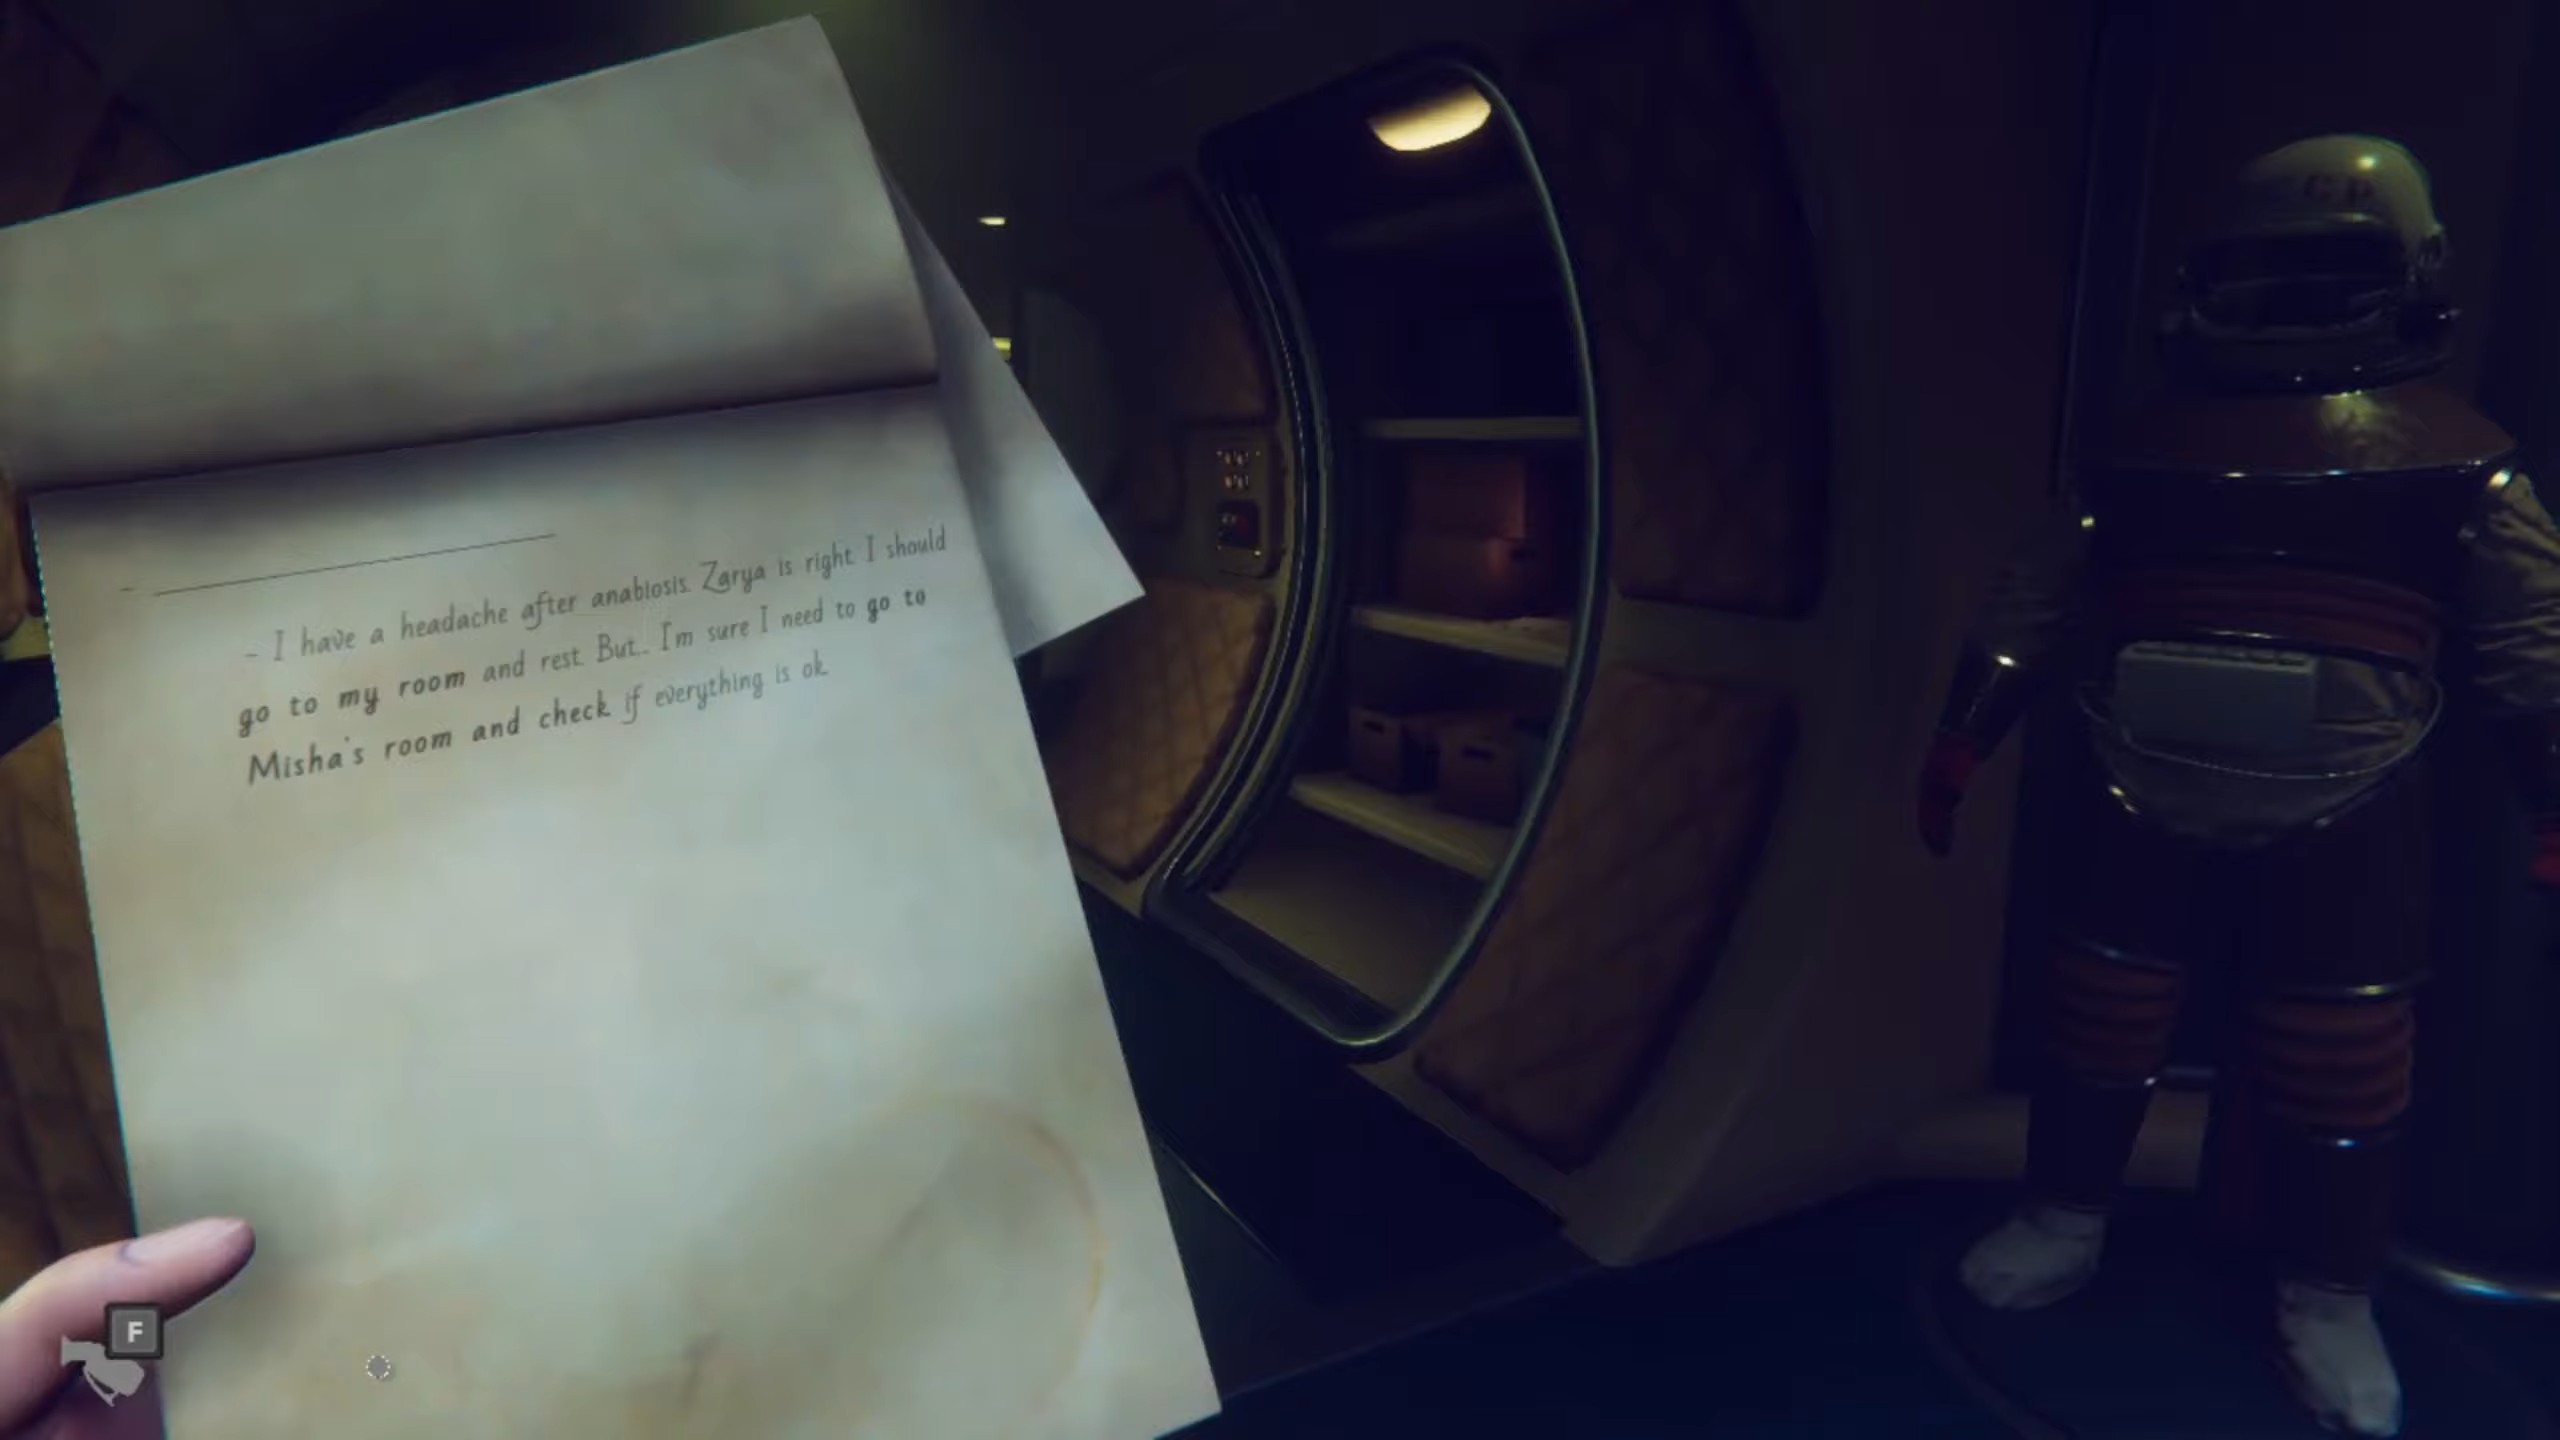 - I have a headache after anabiosis. Zarya is right. I should
go to my room and rest. But... I'm sure I need to go to
Misha's room and check if everything is ok.
F